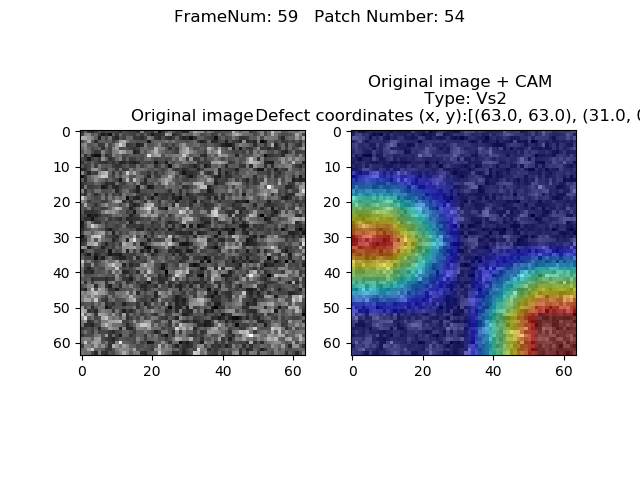 FrameNum: 59   Patch Number: 54
Original image + CAM
Type: Vs2
Original image
Defect coordinates (x, y):[(63.0, 63.0), (31.0, 0
0
10
20
30
40
50
60
0 20 40 60
0
10
20
30
40
50
60
0 20 40 60